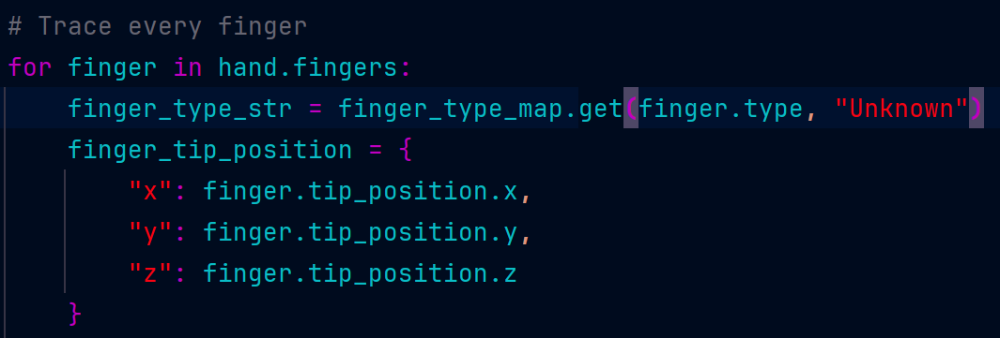 # Trace every finger
for finger in hand.fingers:
    finger_type_str = finger_type_map.get(finger.type, "Unknown")
    finger_tip_position = {
        "x": finger.tip_position.x,
        "y": finger.tip_position.y,
        "z": finger.tip_position.z
    }